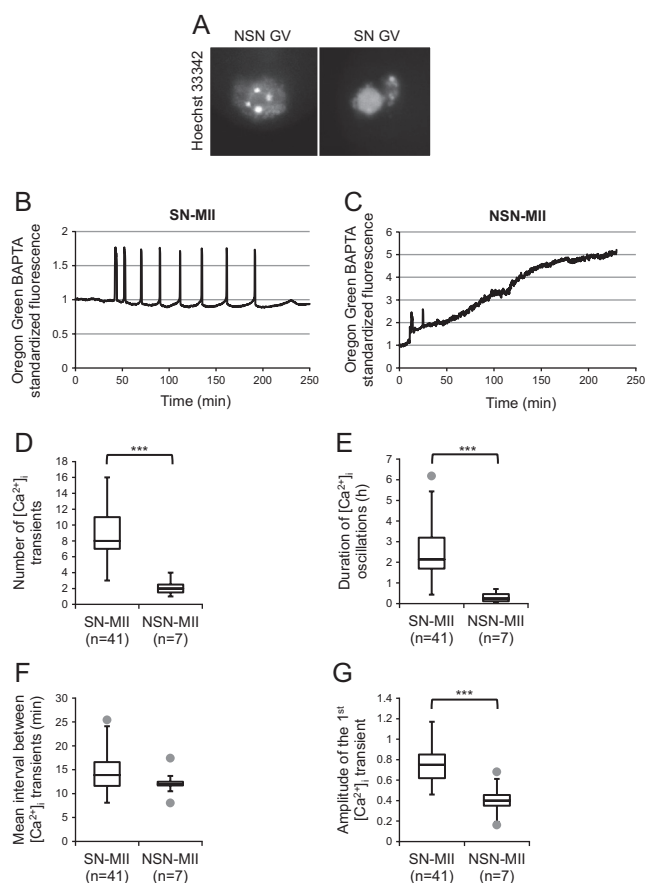 A
NSN GV
SN GV
Hoechst 33342
B
SN-MII
Oregon Green BAPTA
standardized fluorescence
2
1.5
1
0.5
0
0
50
100
150
200
250
Time (min)
C
NSN-MII
Oregon Green BAPTA
standardized fluorescence
6
5
4
3
2
1
0
0
50
100
150
200
250
Time (min)
D
***
Number of [Ca²⁺]ᵢ
transients
18
16
14
12
10
8
6
4
2
0
SN-MII
(n=41)
NSN-MII
(n=7)
E
***
Duration of [Ca²⁺]ᵢ
oscillations (h)
7
6
5
4
3
2
1
0
SN-MII
(n=41)
NSN-MII
(n=7)
F
Mean interval between
[Ca²⁺]ᵢ transients (min)
30
25
20
15
10
5
0
SN-MII
(n=41)
NSN-MII
(n=7)
G
***
Amplitude of the 1ˢᵗ
[Ca²⁺]ᵢ transient
1.4
1.2
1
0.8
0.6
0.4
0.2
0
SN-MII
(n=41)
NSN-MII
(n=7)